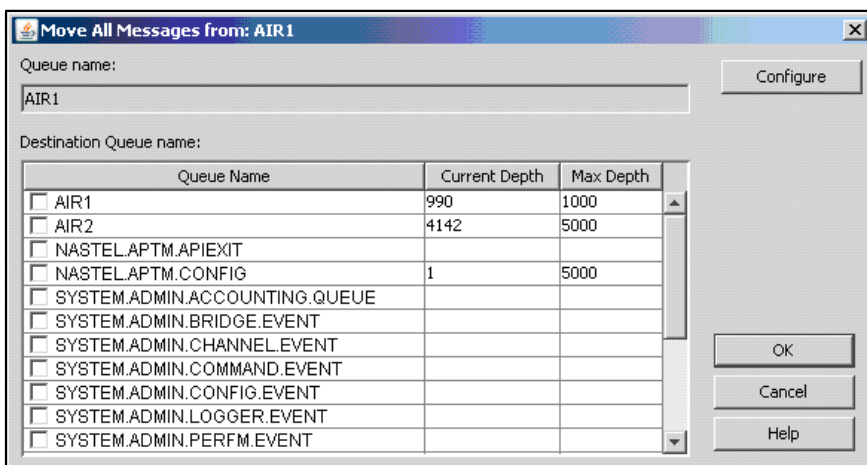 Move All Messages from: AIR1
Queue name:
Configure
AIR1
Destination Queue name:
Queue Name Current Depth Max Depth
AIR1 990 1000
AIR2 4142 5000
NASTEL.APTM.APIEXIT
NASTEL.APTM.CONFIG 1 5000
SYSTEM.ADMIN.ACCOUNTING.QUEUE
SYSTEM.ADMIN.BRIDGE.EVENT
SYSTEM.ADMIN.CHANNEL.EVENT
SYSTEM.ADMIN.COMMAND.EVENT
SYSTEM.ADMIN.CONFIG.EVENT
SYSTEM.ADMIN.LOGGER.EVENT
SYSTEM.ADMIN.PERFM.EVENT
OK
Cancel
Help